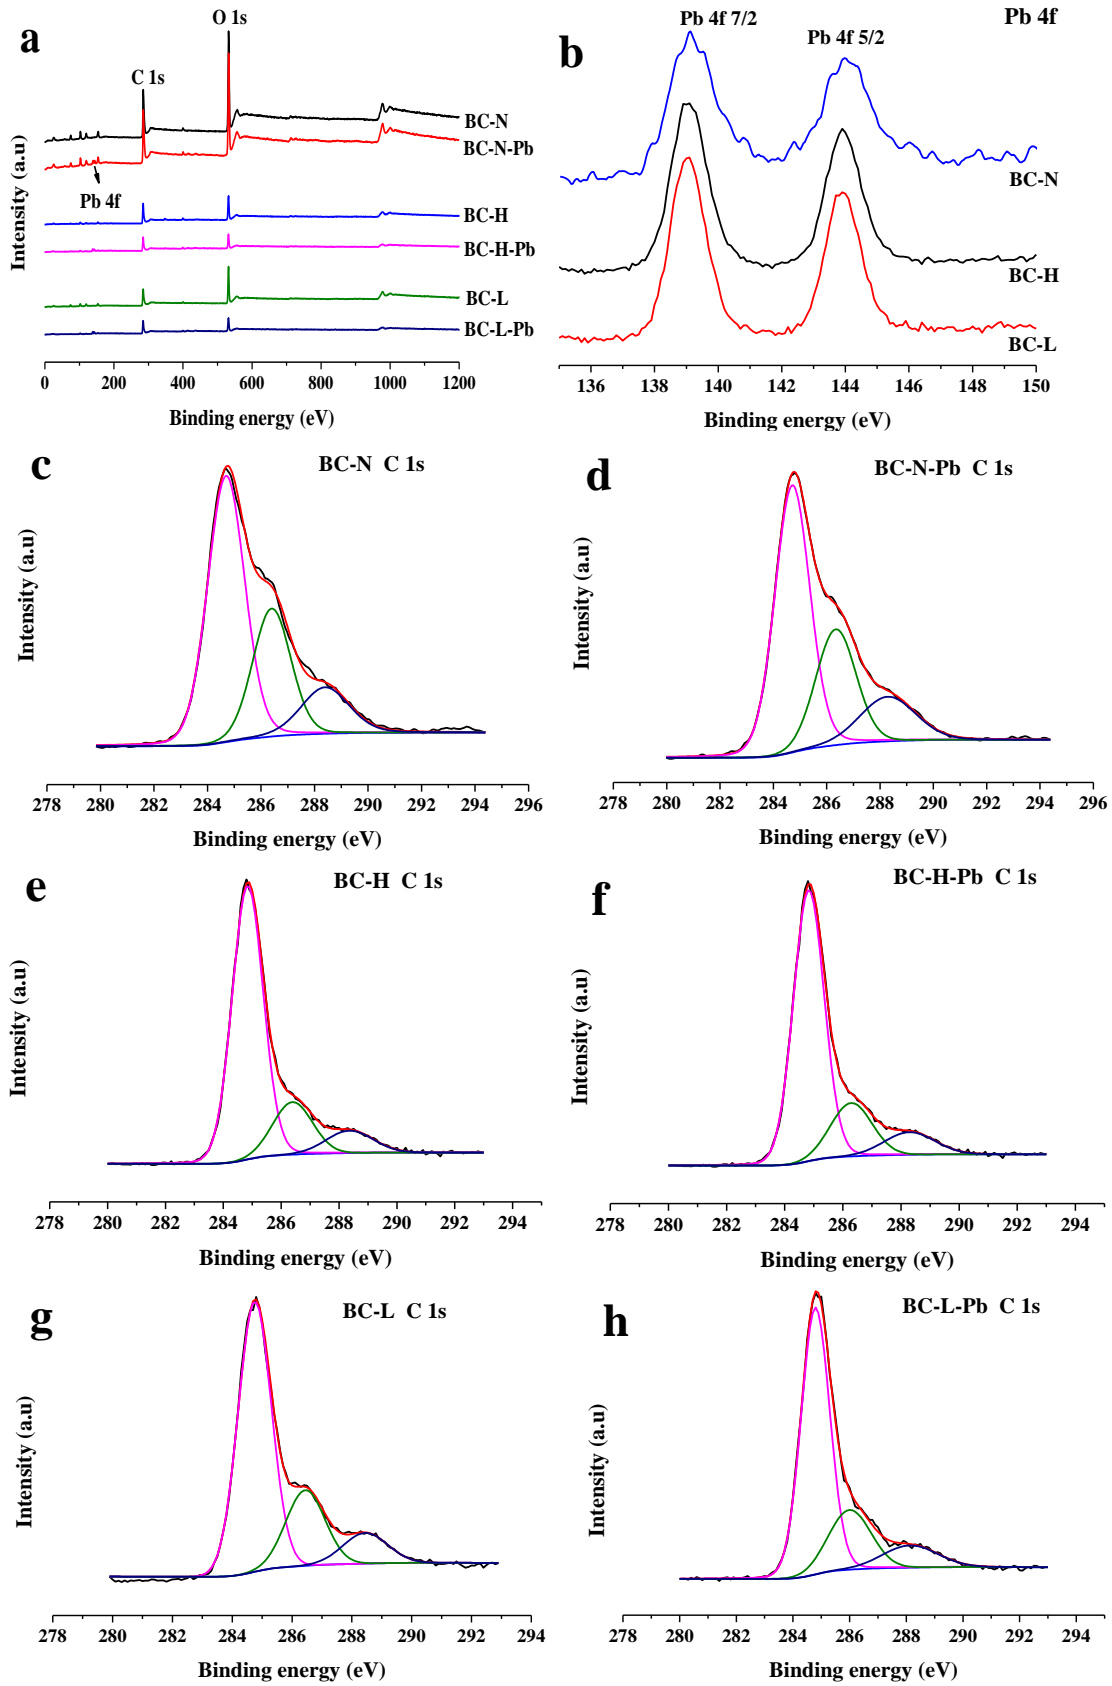 a
O 1s
C 1s
BC-N
BC-N-Pb
Pb 4f
BC-H
BC-H-Pb
BC-L
BC-L-Pb
Intensity (a.u)
0 200 400 600 800 1000 1200
Binding energy (eV)
b
Pb 4f 7/2
Pb 4f 5/2
Pb 4f
BC-N
BC-H
BC-L
Intensity (a.u)
136 138 140 142 144 146 148 150
Binding energy (eV)
c
BC-N C 1s
Intensity (a.u)
278 280 282 284 286 288 290 292 294 296
Binding energy (eV)
d
BC-N-Pb C 1s
Intensity (a.u)
278 280 282 284 286 288 290 292 294 296
Binding energy (eV)
e
BC-H C 1s
Intensity (a.u)
278 280 282 284 286 288 290 292 294
Binding energy (eV)
f
BC-H-Pb C 1s
Intensity (a.u)
278 280 282 284 286 288 290 292 294
Binding energy (eV)
g
BC-L C 1s
Intensity (a.u)
278 280 282 284 286 288 290 292 294
Binding energy (eV)
h
BC-L-Pb C 1s
Intensity (a.u)
278 280 282 284 286 288 290 292 294
Binding energy (eV)